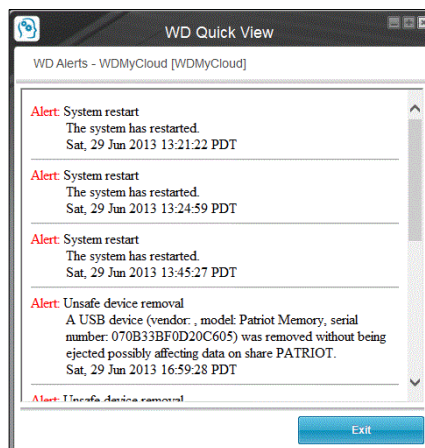 WD Quick View
WD Alerts - WDMyCloud [WDMyCloud]
Alert: System restart
The system has restarted.
Sat, 29 Jun 2013 13:21:22 PDT
Alert: System restart
The system has restarted.
Sat, 29 Jun 2013 13:24:59 PDT
Alert: System restart
The system has restarted.
Sat, 29 Jun 2013 13:45:27 PDT
Alert: Unsafe device removal
A USB device (vendor: , model: Patriot Memory, serial
number: 070B33BF0D20C605) was removed without being
ejected possibly affecting data on share PATRIOT.
Sat, 29 Jun 2013 16:59:28 PDT
Alert: Unsafe device removal
Exit